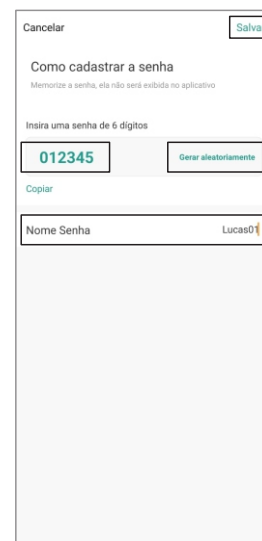 Cancelar Salva
Como cadastrar a senha
Memorize a senha, ela não será exibida no aplicativo
Insira uma senha de 6 dígitos
012345 Gerar aleatoriamente
Copiar
Nome Senha Lucas01